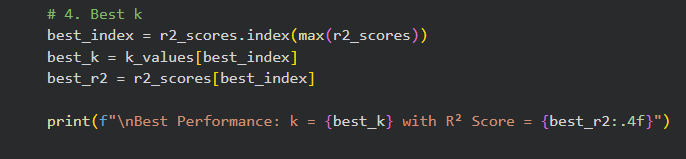 # 4. Best k
best_index = r2_scores.index(max(r2_scores))
best_k = k_values[best_index]
best_r2 = r2_scores[best_index]
print(f"\nBest Performance: k = {best_k} with R² Score = {best_r2:.4f}")